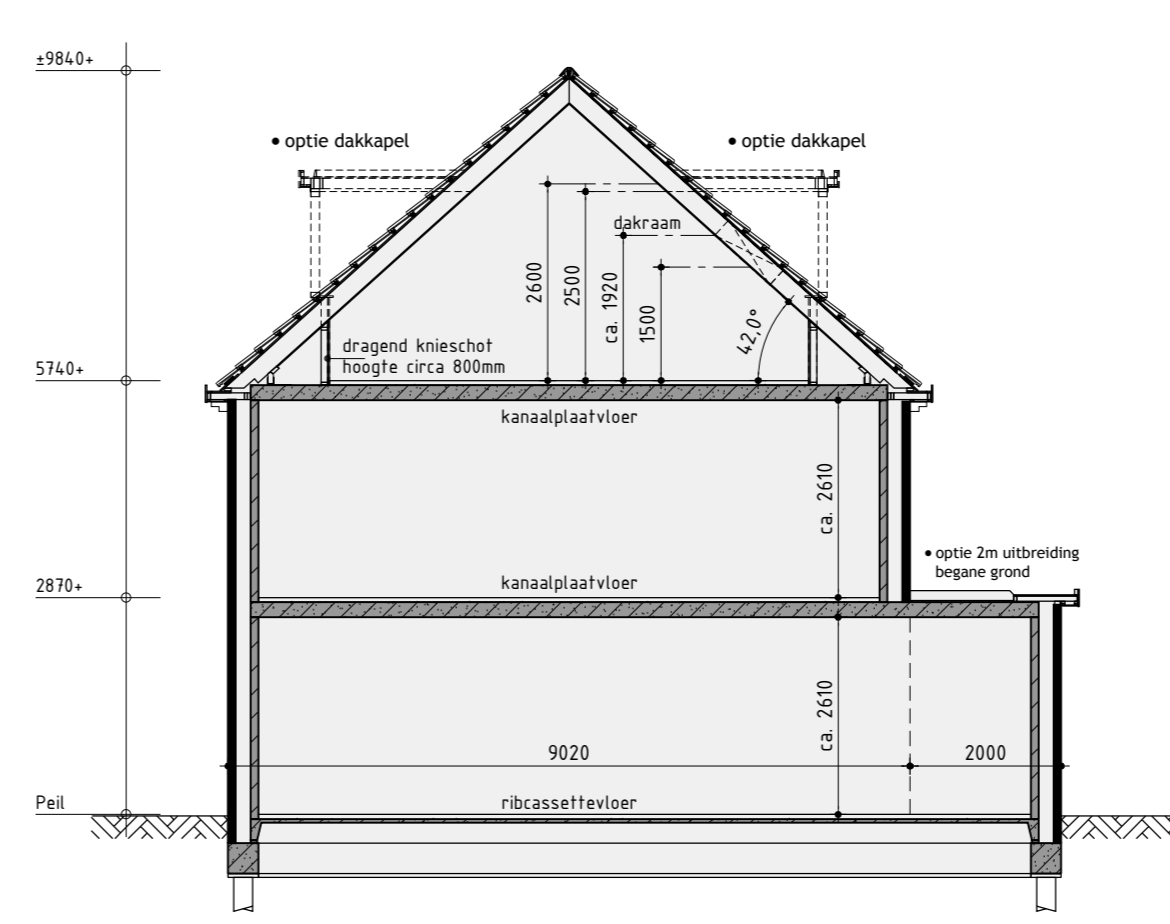 ±9840+
• optie dakkapel
• optie dakkapel
dakraam
2600
2500
ca. 1920
1500
42,0°
dragend knieschot
hoogte circa 800mm
5740+
kanaalplaatvloer
ca. 2610
• optie 2m uitbreiding
begane grond
2870+
kanaalplaatvloer
ca. 2610
9020
2000
Peil
ribcassettevloer